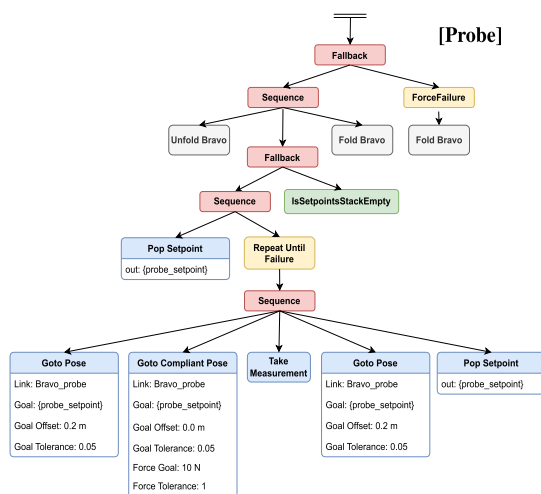 [Probe]
Fallback
Sequence
ForceFailure
Unfold Bravo
Fold Bravo
Fold Bravo
Fallback
Sequence
IsSetpointsStackEmpty
Pop Setpoint
out: {probe_setpoint}
Repeat Until
Failure
Sequence
Goto Pose
Link: Bravo_probe
Goal: {probe_setpoint}
Goal Offset: 0.2 m
Goal Tolerance: 0.05
Goto Compliant Pose
Link: Bravo_probe
Goal: {probe_setpoint}
Goal Offset: 0.0 m
Goal Tolerance: 0.05
Force Goal: 10 N
Force Tolerance: 1
Take
Measurement
Goto Pose
Link: Bravo_probe
Goal: {probe_setpoint}
Goal Offset: 0.2 m
Goal Tolerance: 0.05
Pop Setpoint
out: {probe_setpoint}